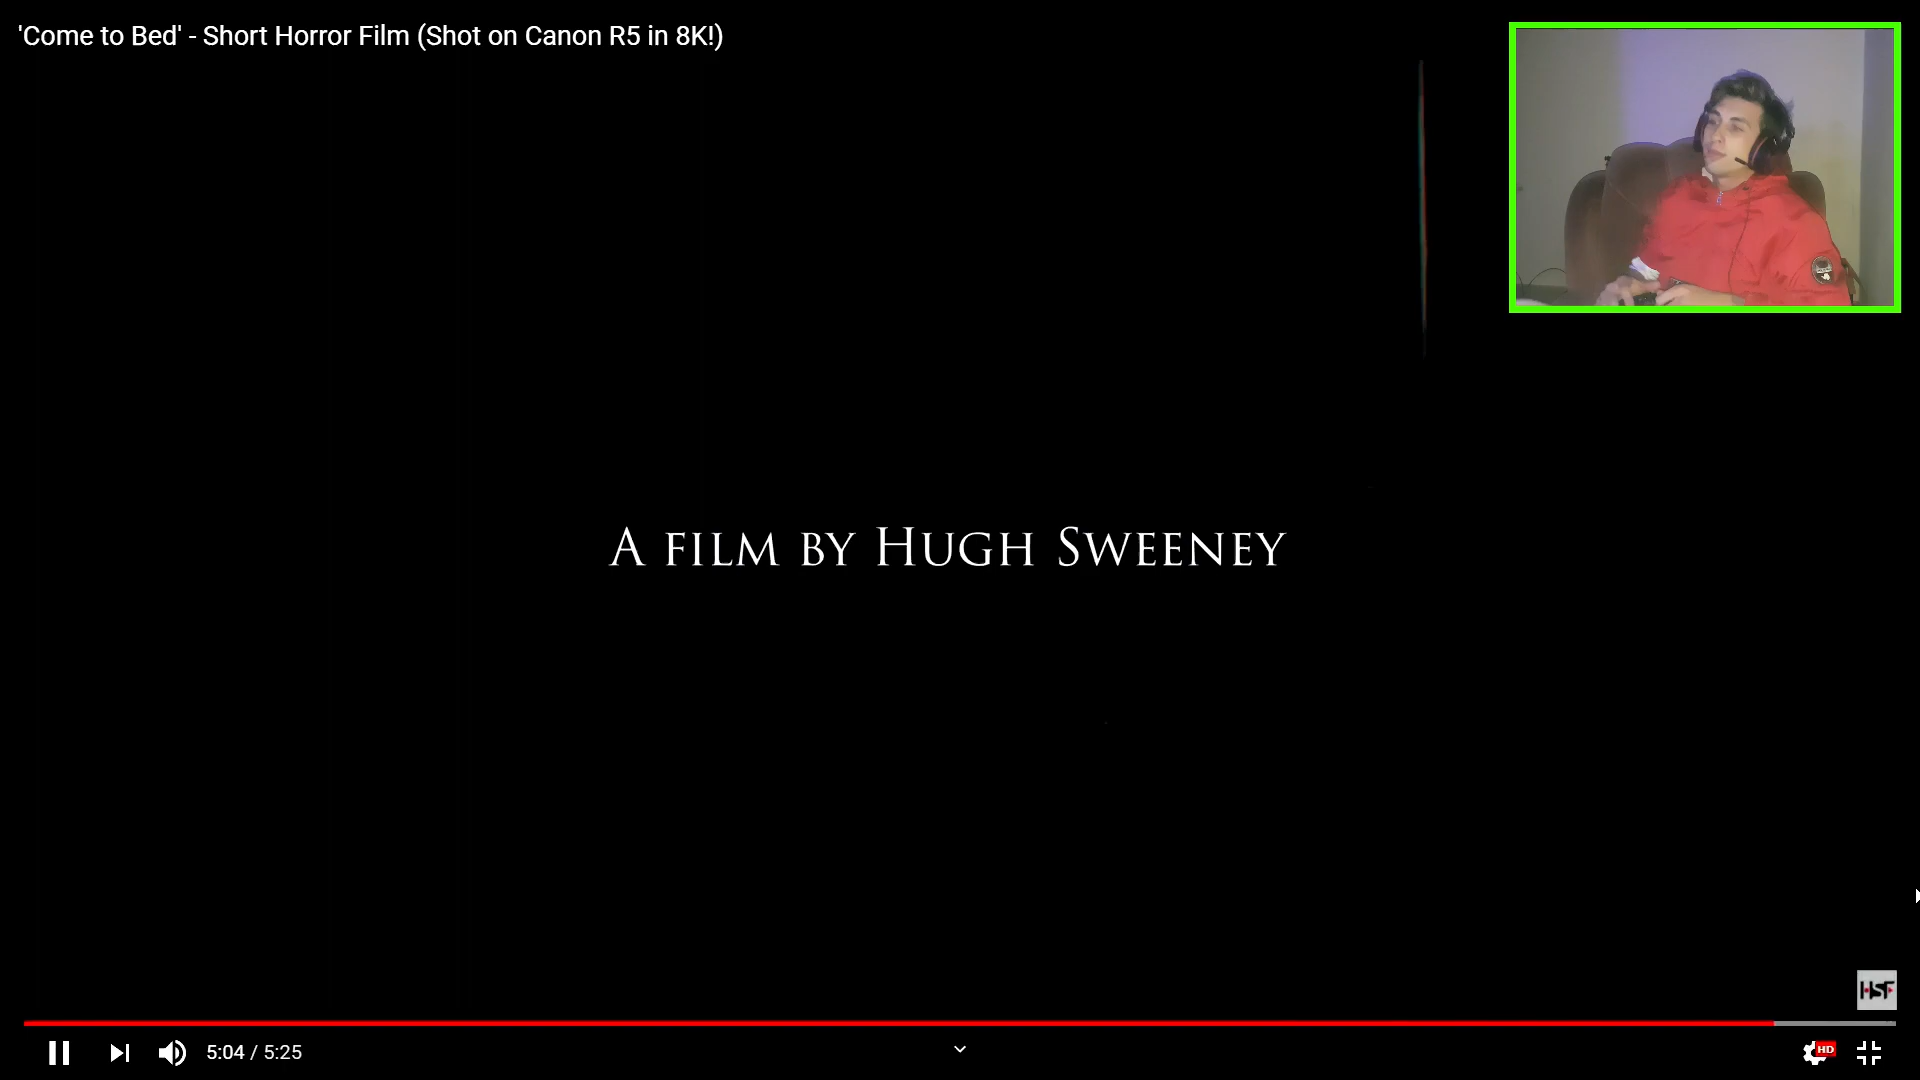 'Come to Bed' - Short Horror Film (Shot on Canon R5 in 8K!)
A FILM BY HUGH SWEENEY
HSF
5:04 / 5:25
HD